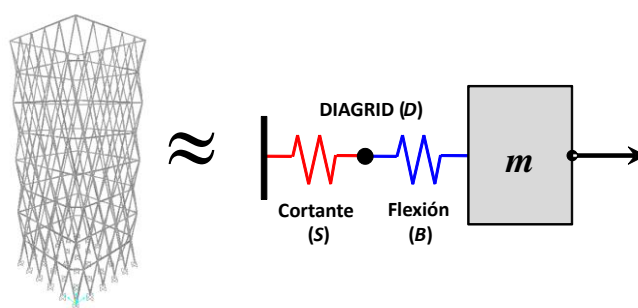 ≈
DIAGRID (D)
m
Cortante
(S)
Flexión
(B)